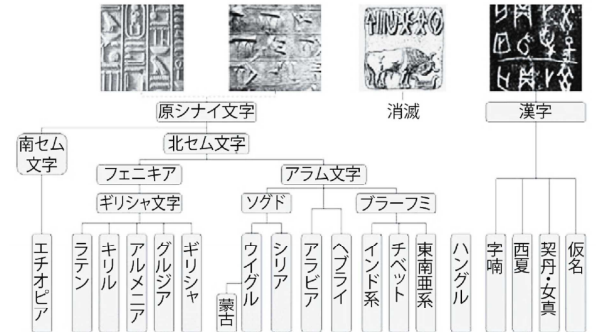 原シナイ文字
消滅
漢字
南セム
文字
北セム文字
フェニキア
アラム文字
ギリシャ文字
ソグド
ブラーフミ
エチオピア
ラテン
キリル
アルメニア
グルジア
ギリシャ
蒙古
ウイグル
シリア
アラビア
ヘブライ
インド系
チベット
東南亜系
ハングル
字喃
西夏
契丹・女真
仮名